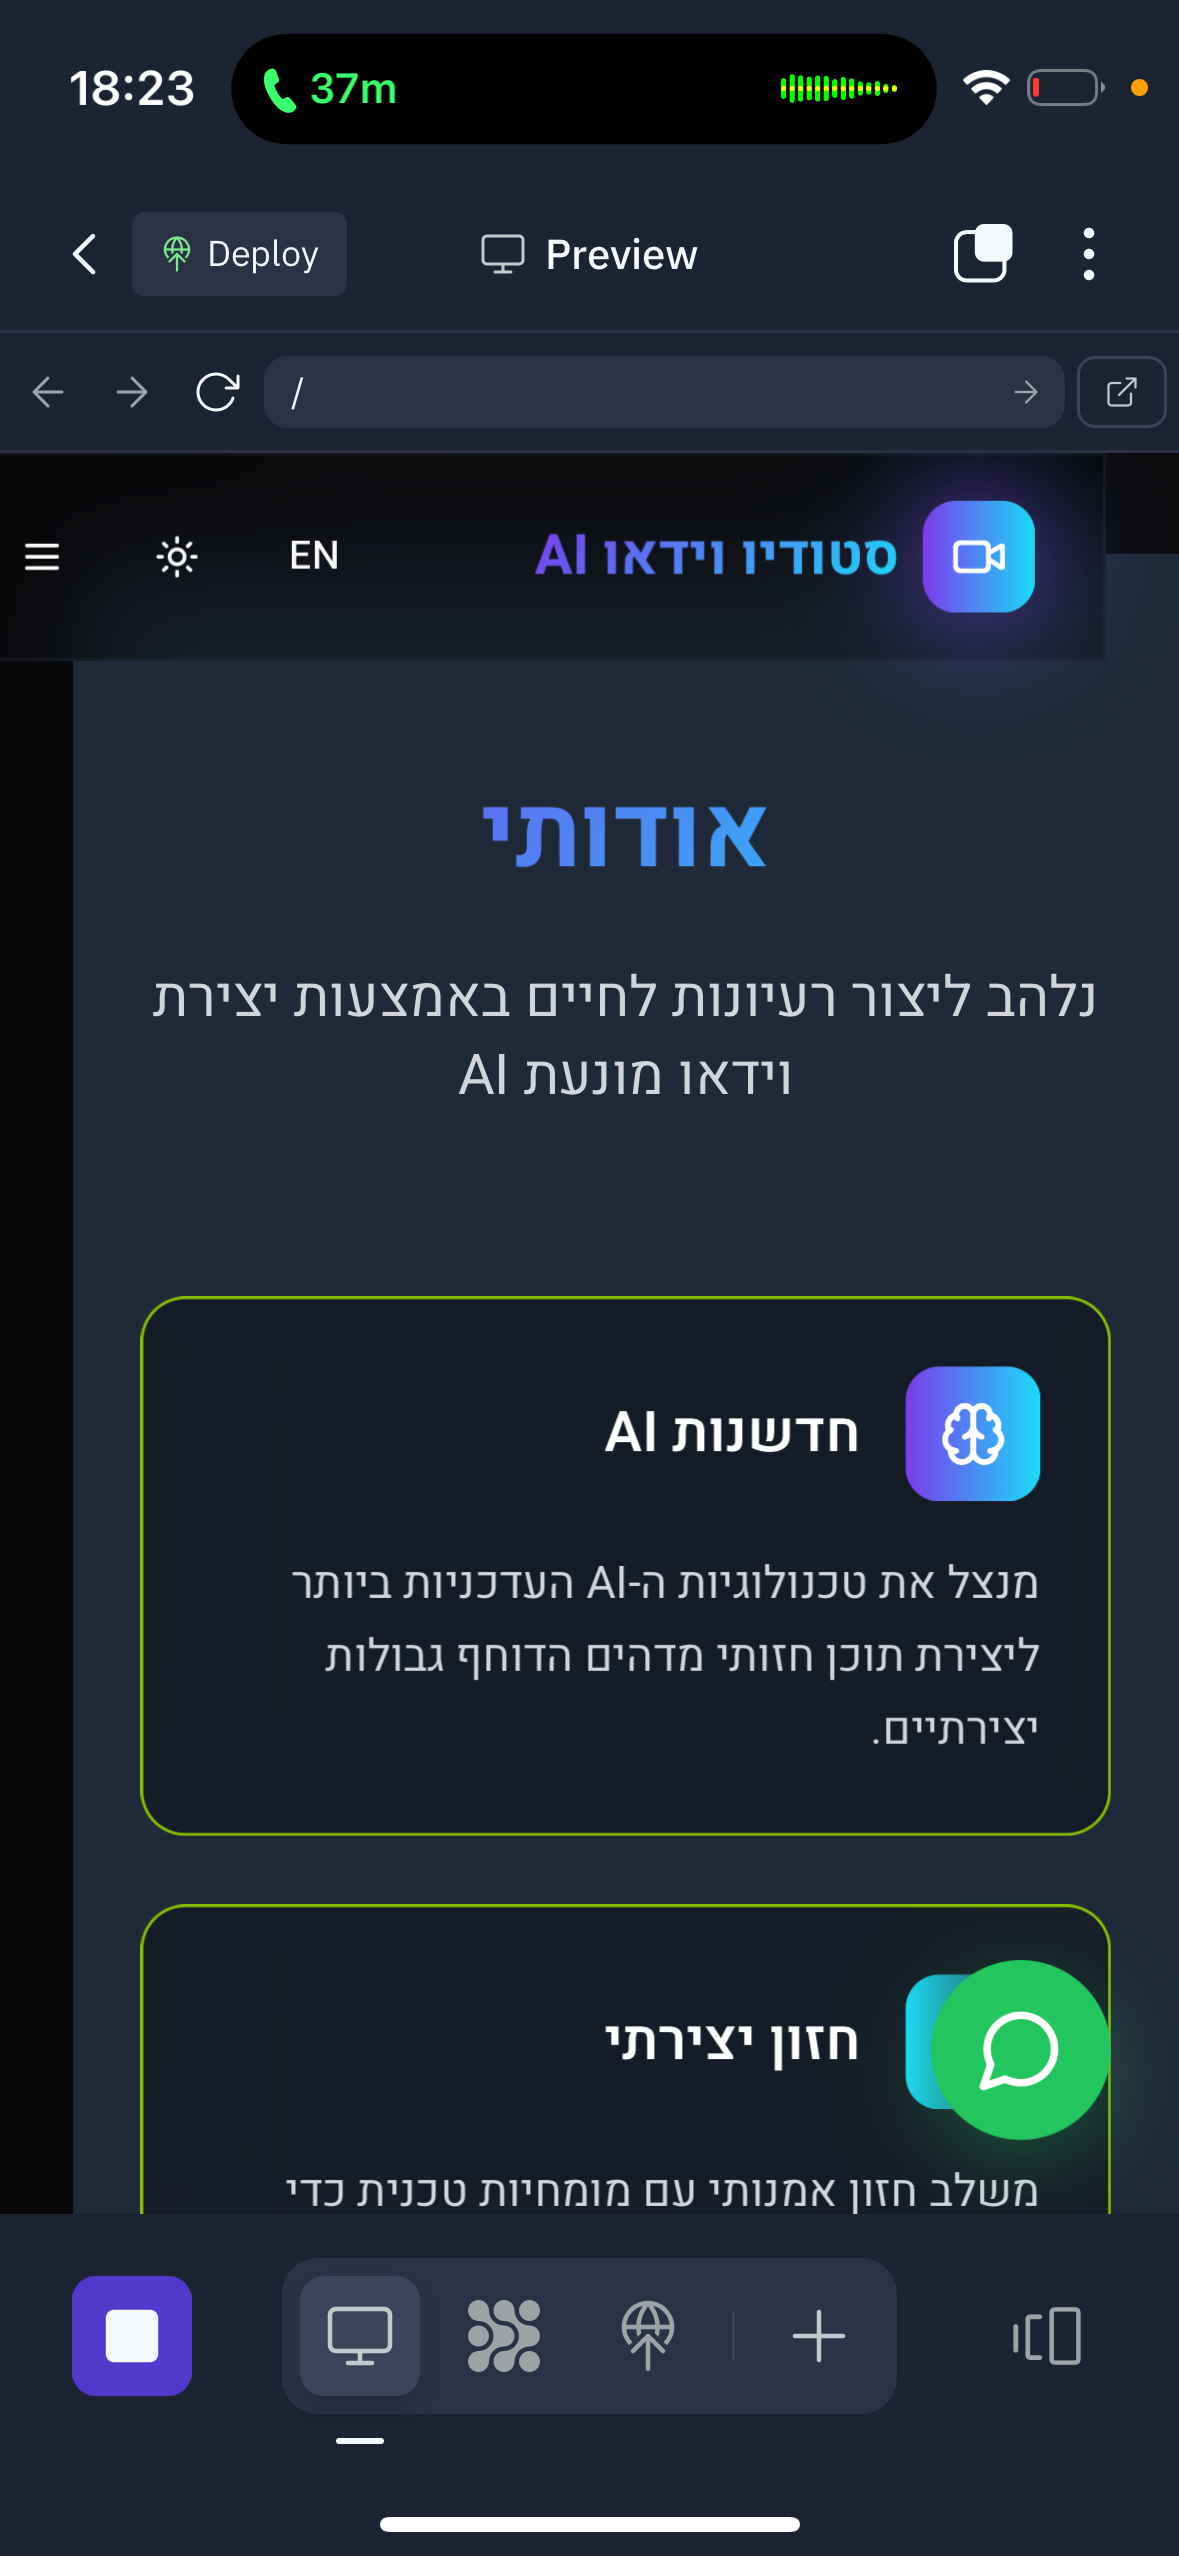 18:23
37m
Deploy
Preview
/
סטודיו וידאו AI
EN
אודותי
נלהב ליצור רעיונות לחיים באמצעות יצירת
וידאו מונעת AI
חדשנות AI
מנצל את טכנולוגיות ה-AI העדכניות ביותר
ליצירת תוכן חזותי מדהים הדוחף גבולות
יצירתיים.
חזון יצירתי
משלב חזון אמנותי עם מומחיות טכנית כדי